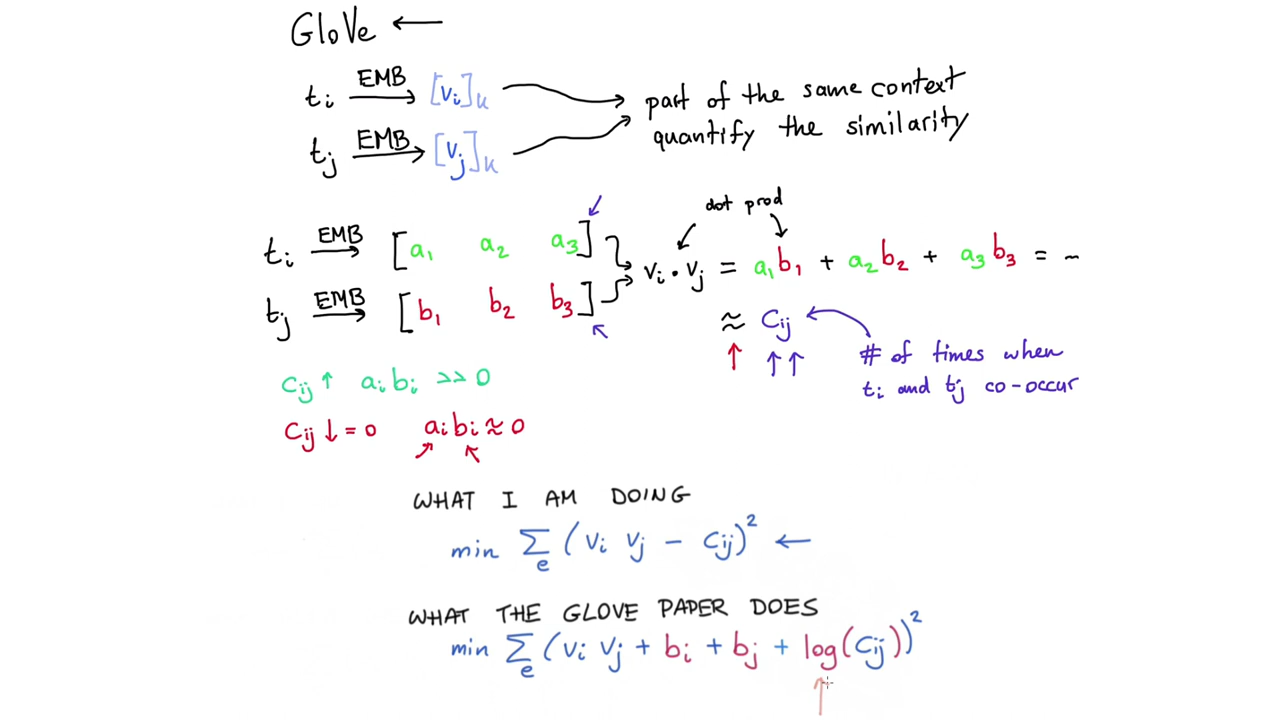 GloVe ←
tᵢ —EMB→ [vᵢ]ₖ
part of the same context
tⱼ —EMB→ [vⱼ]ₖ
quantify the similarity
dot prod
tᵢ —EMB→ [a₁ a₂ a₃]
vᵢ · vⱼ = a₁b₁ + a₂b₂ + a₃b₃ = ...
tⱼ —EMB→ [b₁ b₂ b₃]
≈ Cᵢⱼ
# of times when
tᵢ and tⱼ co-occur
Cᵢⱼ ↑ aᵢbᵢ >> 0
Cᵢⱼ ↓ = 0 aᵢbᵢ ≈ 0
WHAT I AM DOING
min Σₑ (vᵢ vⱼ − Cᵢⱼ)² ←
WHAT THE GLOVE PAPER DOES
min Σₑ (vᵢ vⱼ + bᵢ + bⱼ + log(Cᵢⱼ))²